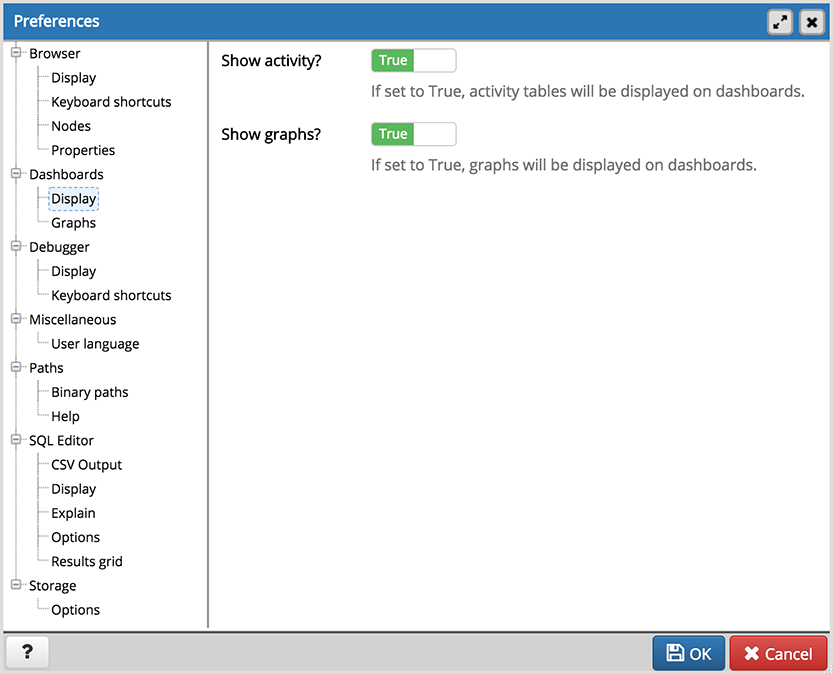 Preferences
Browser
Display
Keyboard shortcuts
Nodes
Properties
Dashboards
Display
Graphs
Debugger
Display
Keyboard shortcuts
Miscellaneous
User language
Paths
Binary paths
Help
SQL Editor
CSV Output
Display
Explain
Options
Results grid
Storage
Options
Show activity? True
If set to True, activity tables will be displayed on dashboards.
Show graphs? True
If set to True, graphs will be displayed on dashboards.
? OK Cancel